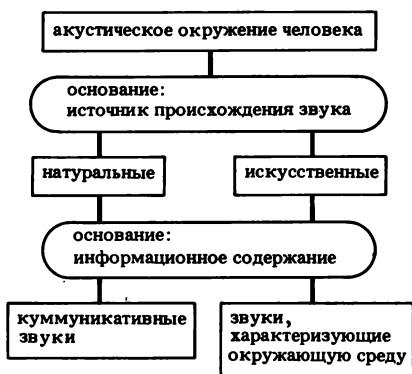 акустическое окружение человека
основание:
источник происхождения звука
натуральные
искусственные
основание:
информационное содержание
куммуникативные
звуки
звуки,
характеризующие
окружающую среду